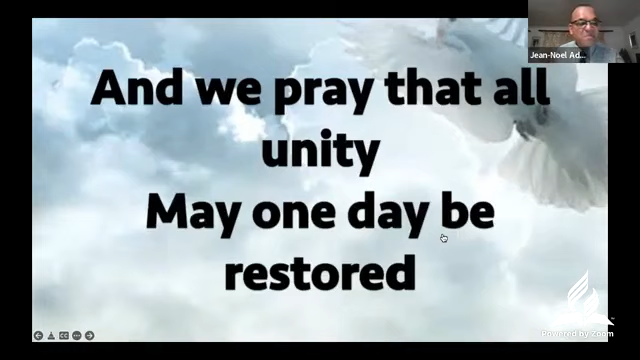 And we pray that all
unity
May one day be
restored
Jean-Noel Ad...
Powered by Zoom